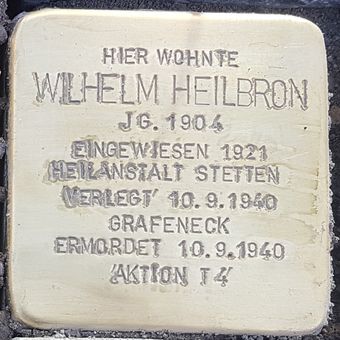 HIER WOHNTE
WILHELM HEILBRON
JG. 1904
EINGEWIESEN 1921
HEILANSTALT STETTEN
'VERLEGT' 10.9.1940
GRAFENECK
ERMORDET 10.9.1940
'AKTION T4'